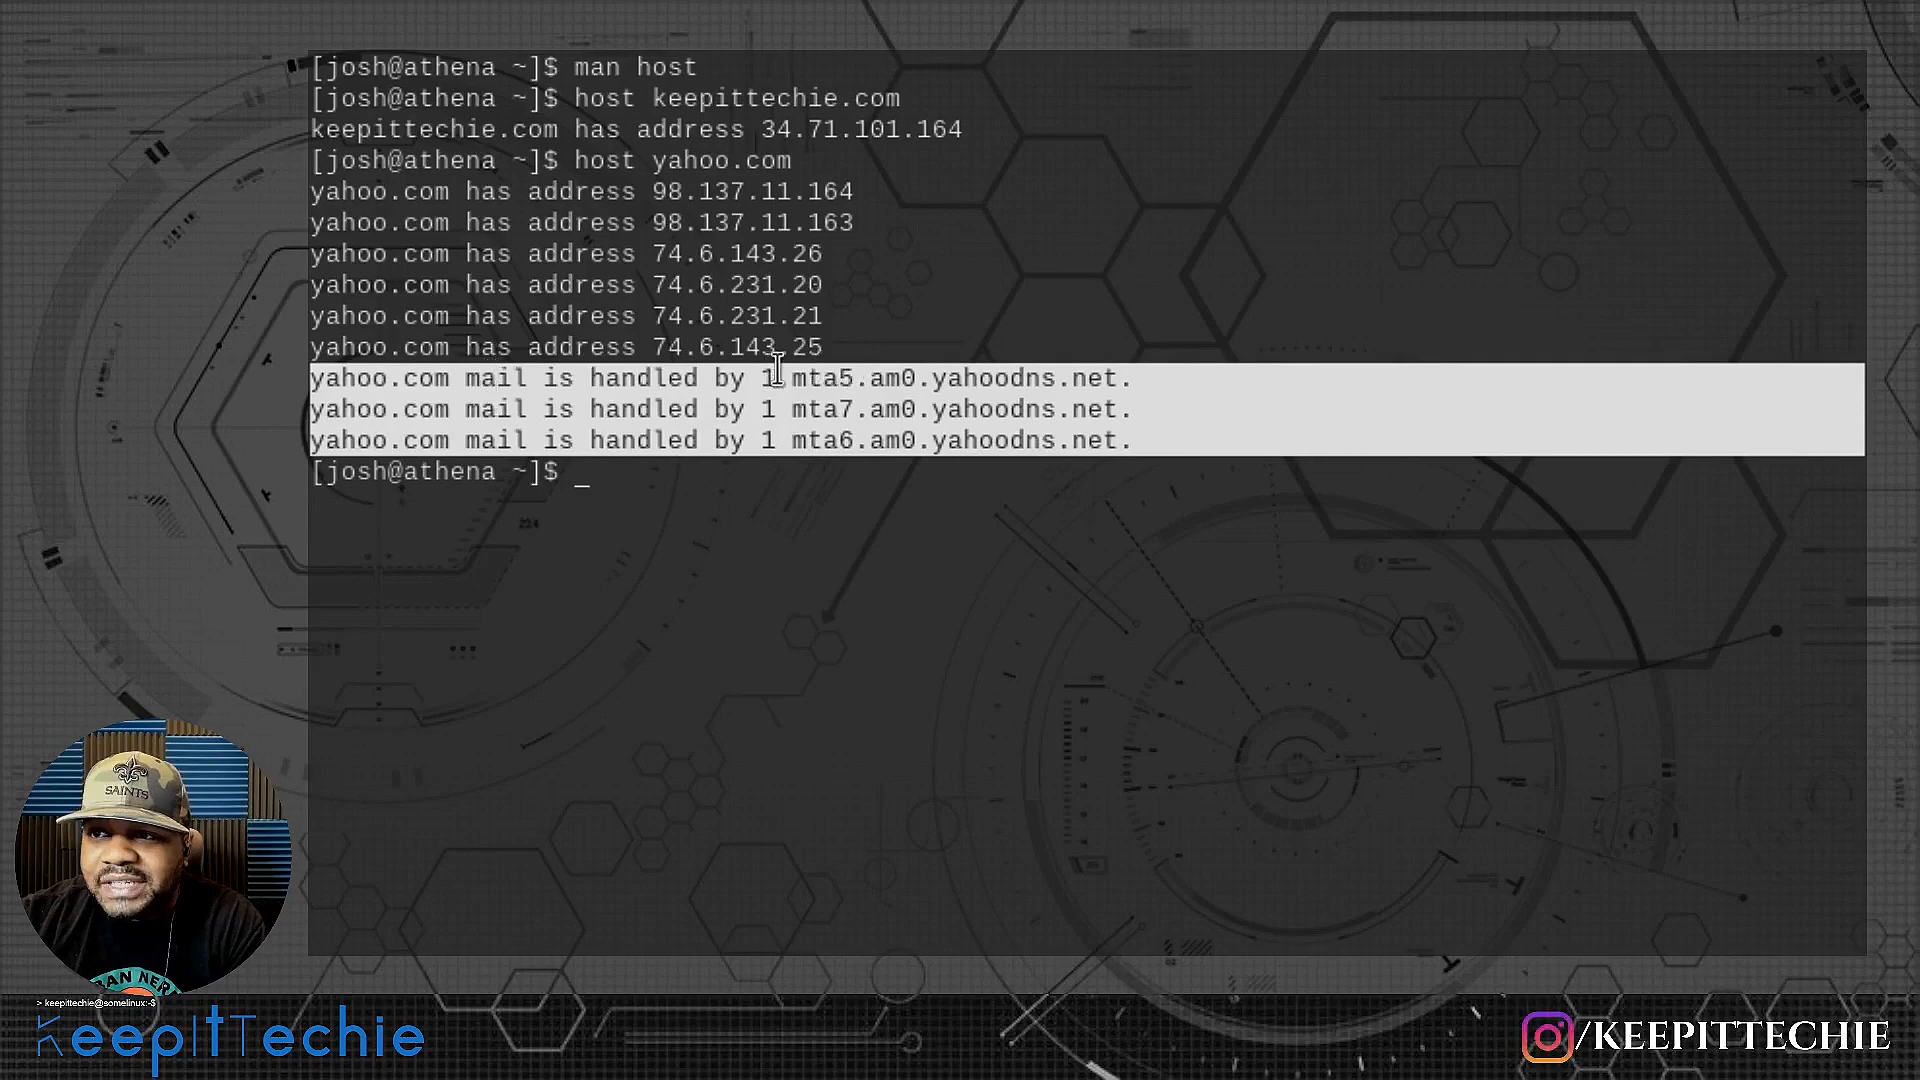 [josh@athena ~]$ man host
[josh@athena ~]$ host keepittechie.com
keepittechie.com has address 34.71.101.164
[josh@athena ~]$ host yahoo.com
yahoo.com has address 98.137.11.164
yahoo.com has address 98.137.11.163
yahoo.com has address 74.6.143.26
yahoo.com has address 74.6.231.20
yahoo.com has address 74.6.231.21
yahoo.com has address 74.6.143.25
yahoo.com mail is handled by 1 mta5.am0.yahoodns.net.
yahoo.com mail is handled by 1 mta7.am0.yahoodns.net.
yahoo.com mail is handled by 1 mta6.am0.yahoodns.net.
[josh@athena ~]$ _
224
SAINTS
> keepittechie@somelinux:~$
KeepItTechie
/KEEPITTECHIE